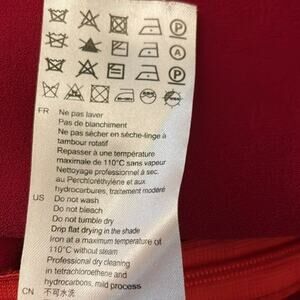 FR Ne pas laver
Pas de blanchiment
Ne pas sécher en sèche-linge à
tambour rotatif
Repasser à une température
maximale de 110°C sans vapeur
Nettoyage professionnel à sec.
au Perchloréthylène et aux
hydrocarbures, traitement modéré
US Do not wash
Do not bleach
Do not tumble dry
Drip flat drying in the shade
Iron at a maximum temperature of
110°C without steam
Professional dry cleaning
in tetrachloroethene and
hydrocarbons, mild process
CN 不可水洗